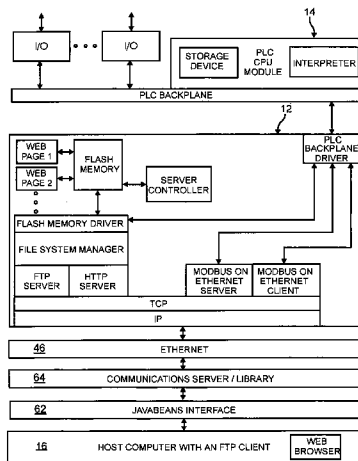 14
I/O
I/O
STORAGE DEVICE
PLC CPU MODULE
INTERPRETER
PLC BACKPLANE
12
WEB PAGE 1
WEB PAGE 2
FLASH MEMORY
SERVER CONTROLLER
PLC BACKPLANE DRIVER
FLASH MEMORY DRIVER
FILE SYSTEM MANAGER
FTP SERVER
HTTP SERVER
MODBUS ON ETHERNET SERVER
MODBUS ON ETHERNET CLIENT
TCP
IP
46 ETHERNET
64 COMMUNICATIONS SERVER / LIBRARY
62 JAVABEANS INTERFACE
16 HOST COMPUTER WITH AN FTP CLIENT
WEB BROWSER